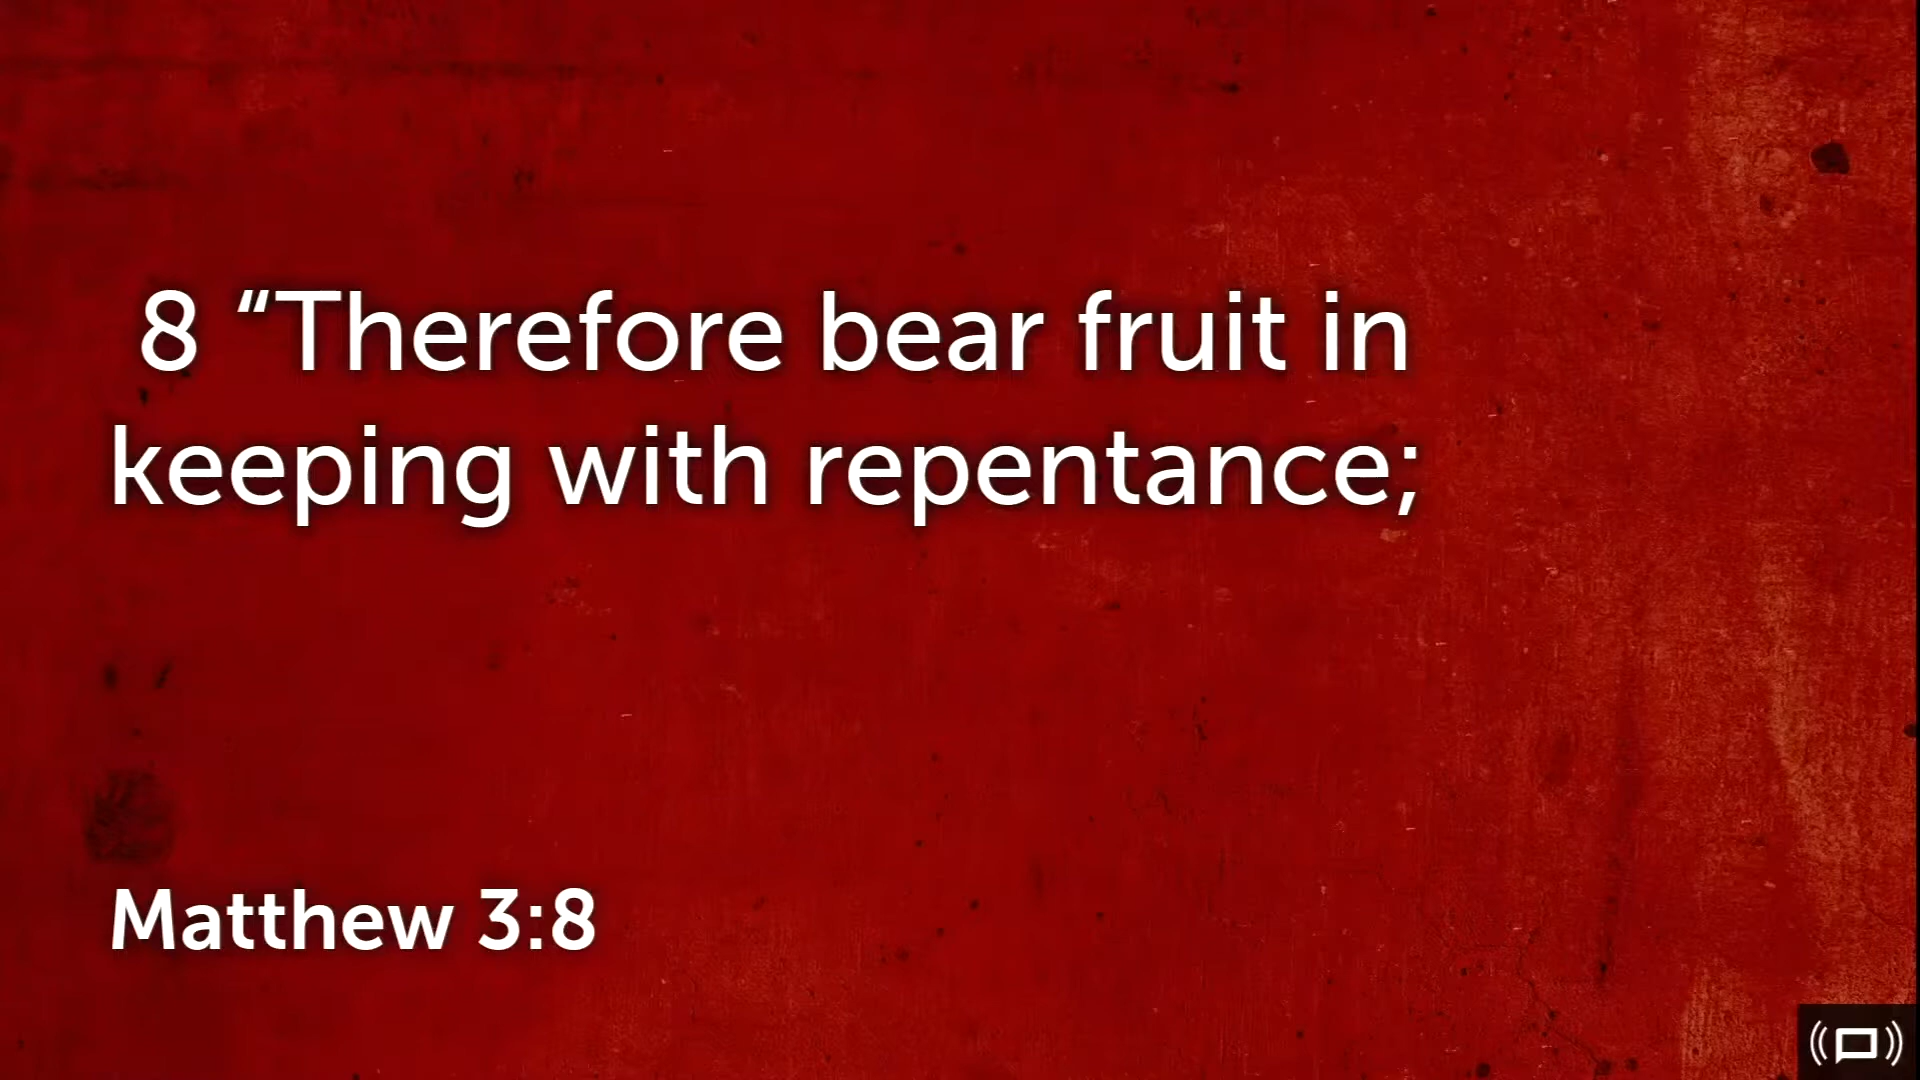 8 “Therefore bear fruit in
keeping with repentance;
Matthew 3:8